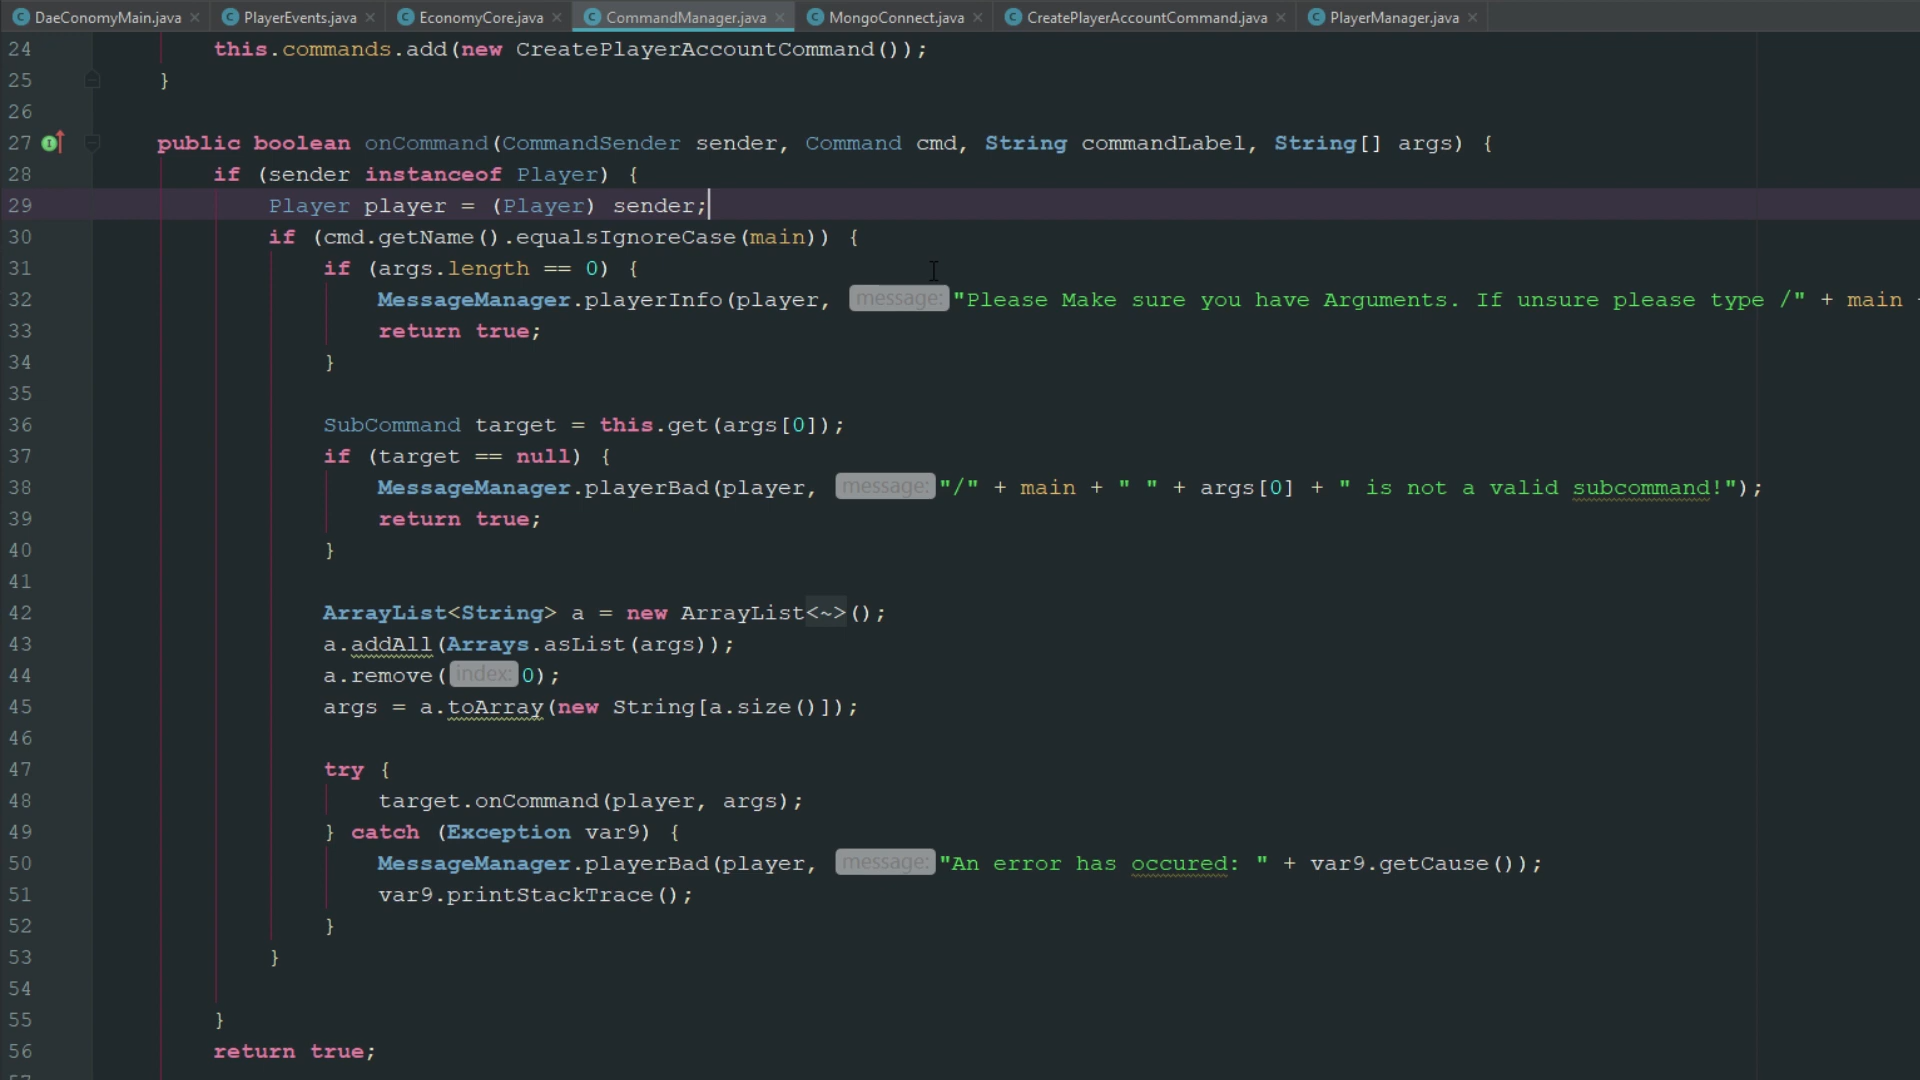 DaeConomyMain.java PlayerEvents.java EconomyCore.java CommandManager.java MongoConnect.java CreatePlayerAccountCommand.java PlayerManager.java
24 this.commands.add(new CreatePlayerAccountCommand());
25 }
26
27 public boolean onCommand(CommandSender sender, Command cmd, String commandLabel, String[] args) {
28 if (sender instanceof Player) {
29 Player player = (Player) sender;
30 if (cmd.getName().equalsIgnoreCase(main)) {
31 if (args.length == 0) {
32 MessageManager.playerInfo(player, message: "Please Make sure you have Arguments. If unsure please type /" + main
33 return true;
34 }
35
36 SubCommand target = this.get(args[0]);
37 if (target == null) {
38 MessageManager.playerBad(player, message: "/" + main + " " + args[0] + " is not a valid subcommand!");
39 return true;
40 }
41
42 ArrayList<String> a = new ArrayList<~>();
43 a.addAll(Arrays.asList(args));
44 a.remove( index: 0);
45 args = a.toArray(new String[a.size()]);
46
47 try {
48 target.onCommand(player, args);
49 } catch (Exception var9) {
50 MessageManager.playerBad(player, message: "An error has occured: " + var9.getCause());
51 var9.printStackTrace();
52 }
53 }
54
55 }
56 return true;